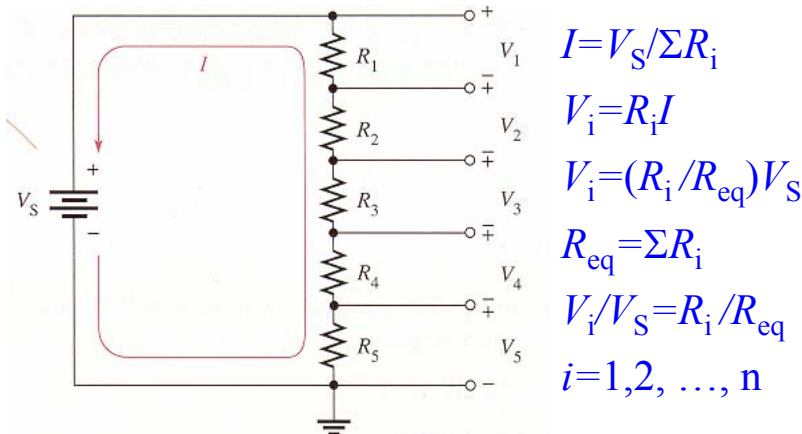 +
I
R1
V1
I=VS/ΣRi
− +
Vi=RiI
R2
V2
+
− +
Vi=(Ri/Req)VS
VS
R3
V3
−
− +
Req=ΣRi
R4
V4
− +
Vi/VS=Ri/Req
R5
V5
−
i=1,2, …, n